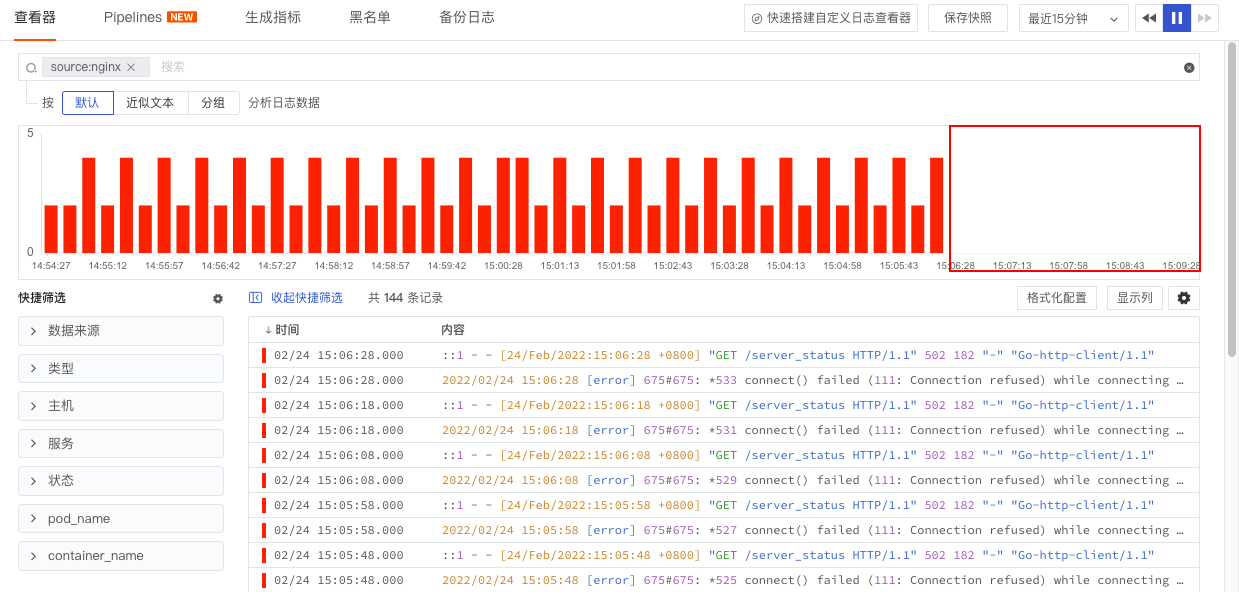 查看器 Pipelines NEW 生成指标 黑名单 备份日志 快速搭建自定义日志查看器 保存快照 最近15分钟
source:nginx 搜索
按 默认 近似文本 分组 分析日志数据
5
0
14:54:27 14:55:12 14:55:57 14:56:42 14:57:27 14:58:12 14:58:57 14:59:42 15:00:28 15:01:13 15:01:58 15:02:43 15:03:28 15:04:13 15:04:58 15:05:43 15:06:28 15:07:13 15:07:58 15:08:43 15:09:28
快捷筛选 收起快捷筛选 共 144 条记录 格式化配置 显示列
数据来源
类型
主机
服务
状态
pod_name
container_name
时间 内容
02/24 15:06:28.000 ::1 - - [24/Feb/2022:15:06:28 +0800] "GET /server_status HTTP/1.1" 502 182 "-" "Go-http-client/1.1"
02/24 15:06:28.000 2022/02/24 15:06:28 [error] 675#675: *533 connect() failed (111: Connection refused) while connecting …
02/24 15:06:18.000 ::1 - - [24/Feb/2022:15:06:18 +0800] "GET /server_status HTTP/1.1" 502 182 "-" "Go-http-client/1.1"
02/24 15:06:18.000 2022/02/24 15:06:18 [error] 675#675: *531 connect() failed (111: Connection refused) while connecting …
02/24 15:06:08.000 ::1 - - [24/Feb/2022:15:06:08 +0800] "GET /server_status HTTP/1.1" 502 182 "-" "Go-http-client/1.1"
02/24 15:06:08.000 2022/02/24 15:06:08 [error] 675#675: *529 connect() failed (111: Connection refused) while connecting …
02/24 15:05:58.000 ::1 - - [24/Feb/2022:15:05:58 +0800] "GET /server_status HTTP/1.1" 502 182 "-" "Go-http-client/1.1"
02/24 15:05:58.000 2022/02/24 15:05:58 [error] 675#675: *527 connect() failed (111: Connection refused) while connecting …
02/24 15:05:48.000 ::1 - - [24/Feb/2022:15:05:48 +0800] "GET /server_status HTTP/1.1" 502 182 "-" "Go-http-client/1.1"
02/24 15:05:48.000 2022/02/24 15:05:48 [error] 675#675: *525 connect() failed (111: Connection refused) while connecting …